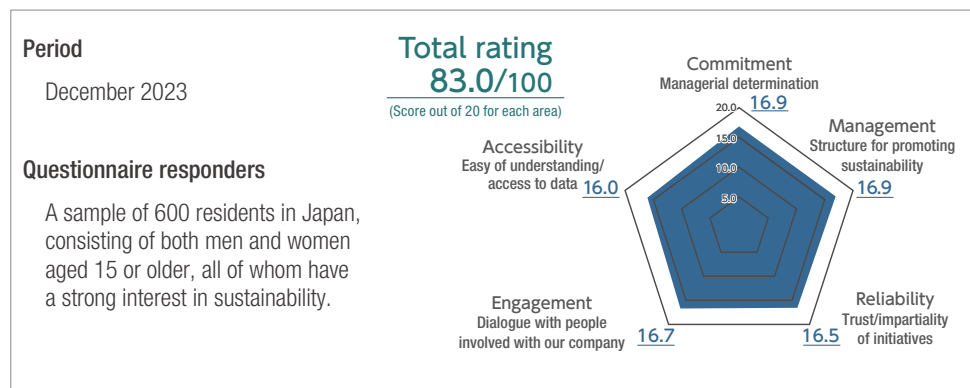 Period
December 2023
Questionnaire responders
A sample of 600 residents in Japan,
consisting of both men and women
aged 15 or older, all of whom have
a strong interest in sustainability.
Total rating
83.0/100
(Score out of 20 for each area)
Commitment
Managerial determination
16.9
Management
Structure for promoting
sustainability
16.9
Reliability
Trust/impartiality
of initiatives
16.5
Engagement
Dialogue with people
involved with our company
16.7
Accessibility
Easy of understanding/
access to data
16.0
20.0
15.0
10.0
5.0